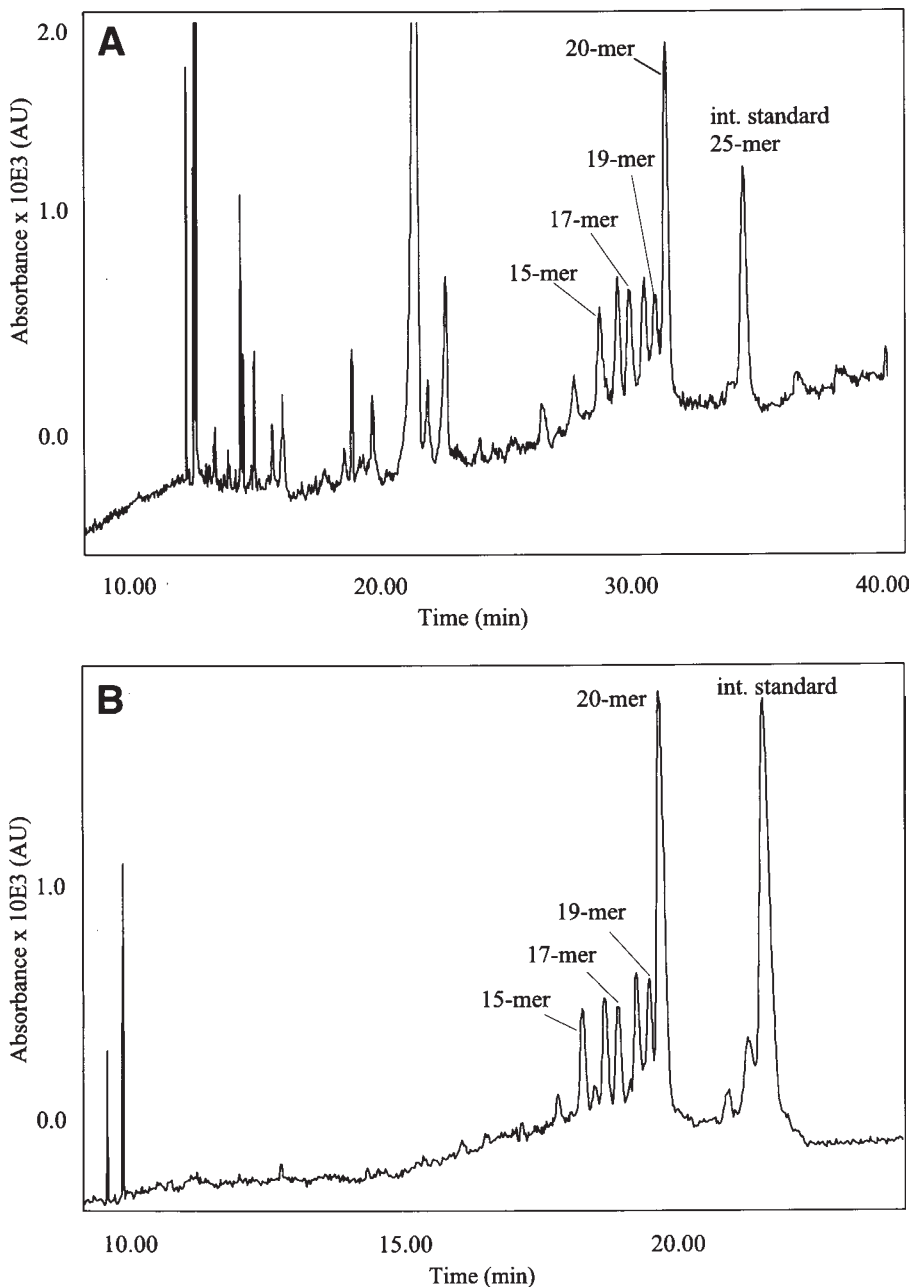 A
2.0
1.0
0.0
Absorbance x 10E3 (AU)
20-mer
int. standard
25-mer
19-mer
17-mer
15-mer
10.00
20.00
30.00
40.00
Time (min)
B
1.0
0.0
Absorbance x 10E3 (AU)
20-mer
int. standard
19-mer
17-mer
15-mer
10.00
15.00
20.00
Time (min)